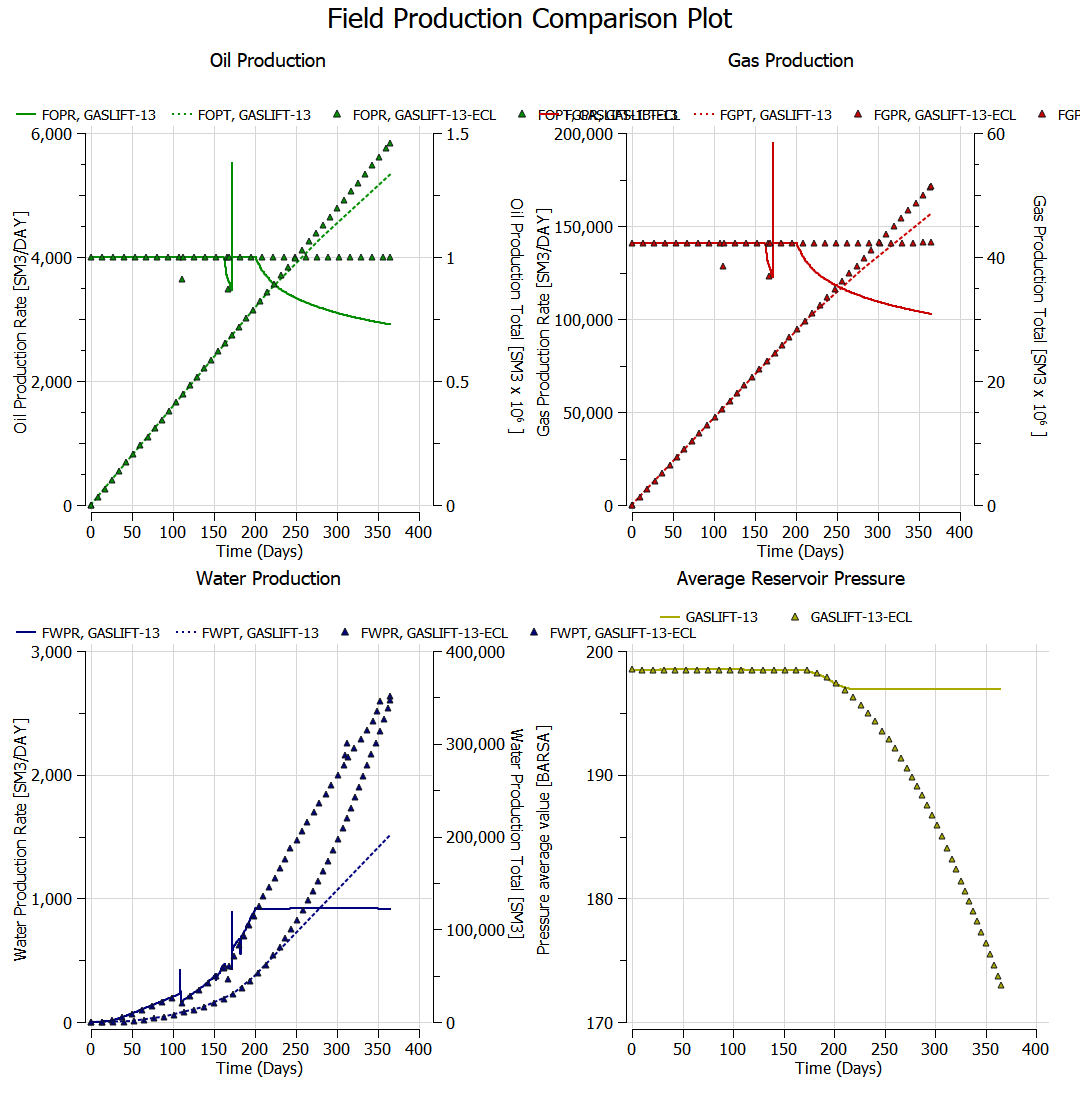 Field Production Comparison Plot
Oil Production
FOPR, GASLIFT-13
FOPT, GASLIFT-13
FOPR, GASLIFT-13-ECL
FOPT, GASLIFT-13-ECL
6,000
4,000
2,000
0
1.5
1
0.5
0
Oil Production Rate [SM3/DAY]
Oil Production Total [SM3 x 10⁶ ]
0 50 100 150 200 250 300 350 400
Time (Days)
Gas Production
FGPR, GASLIFT-13
FGPT, GASLIFT-13
FGPR, GASLIFT-13-ECL
FGP
200,000
150,000
100,000
50,000
0
60
40
20
0
Gas Production Rate [SM3/DAY]
Gas Production Total [SM3 x 10⁶ ]
0 50 100 150 200 250 300 350 400
Time (Days)
Water Production
FWPR, GASLIFT-13
FWPT, GASLIFT-13
FWPR, GASLIFT-13-ECL
FWPT, GASLIFT-13-ECL
3,000
2,000
1,000
0
400,000
300,000
200,000
100,000
0
Water Production Rate [SM3/DAY]
Water Production Total [SM3]
0 50 100 150 200 250 300 350 400
Time (Days)
Average Reservoir Pressure
GASLIFT-13
GASLIFT-13-ECL
200
190
180
170
Pressure average value [BARSA]
0 50 100 150 200 250 300 350 400
Time (Days)